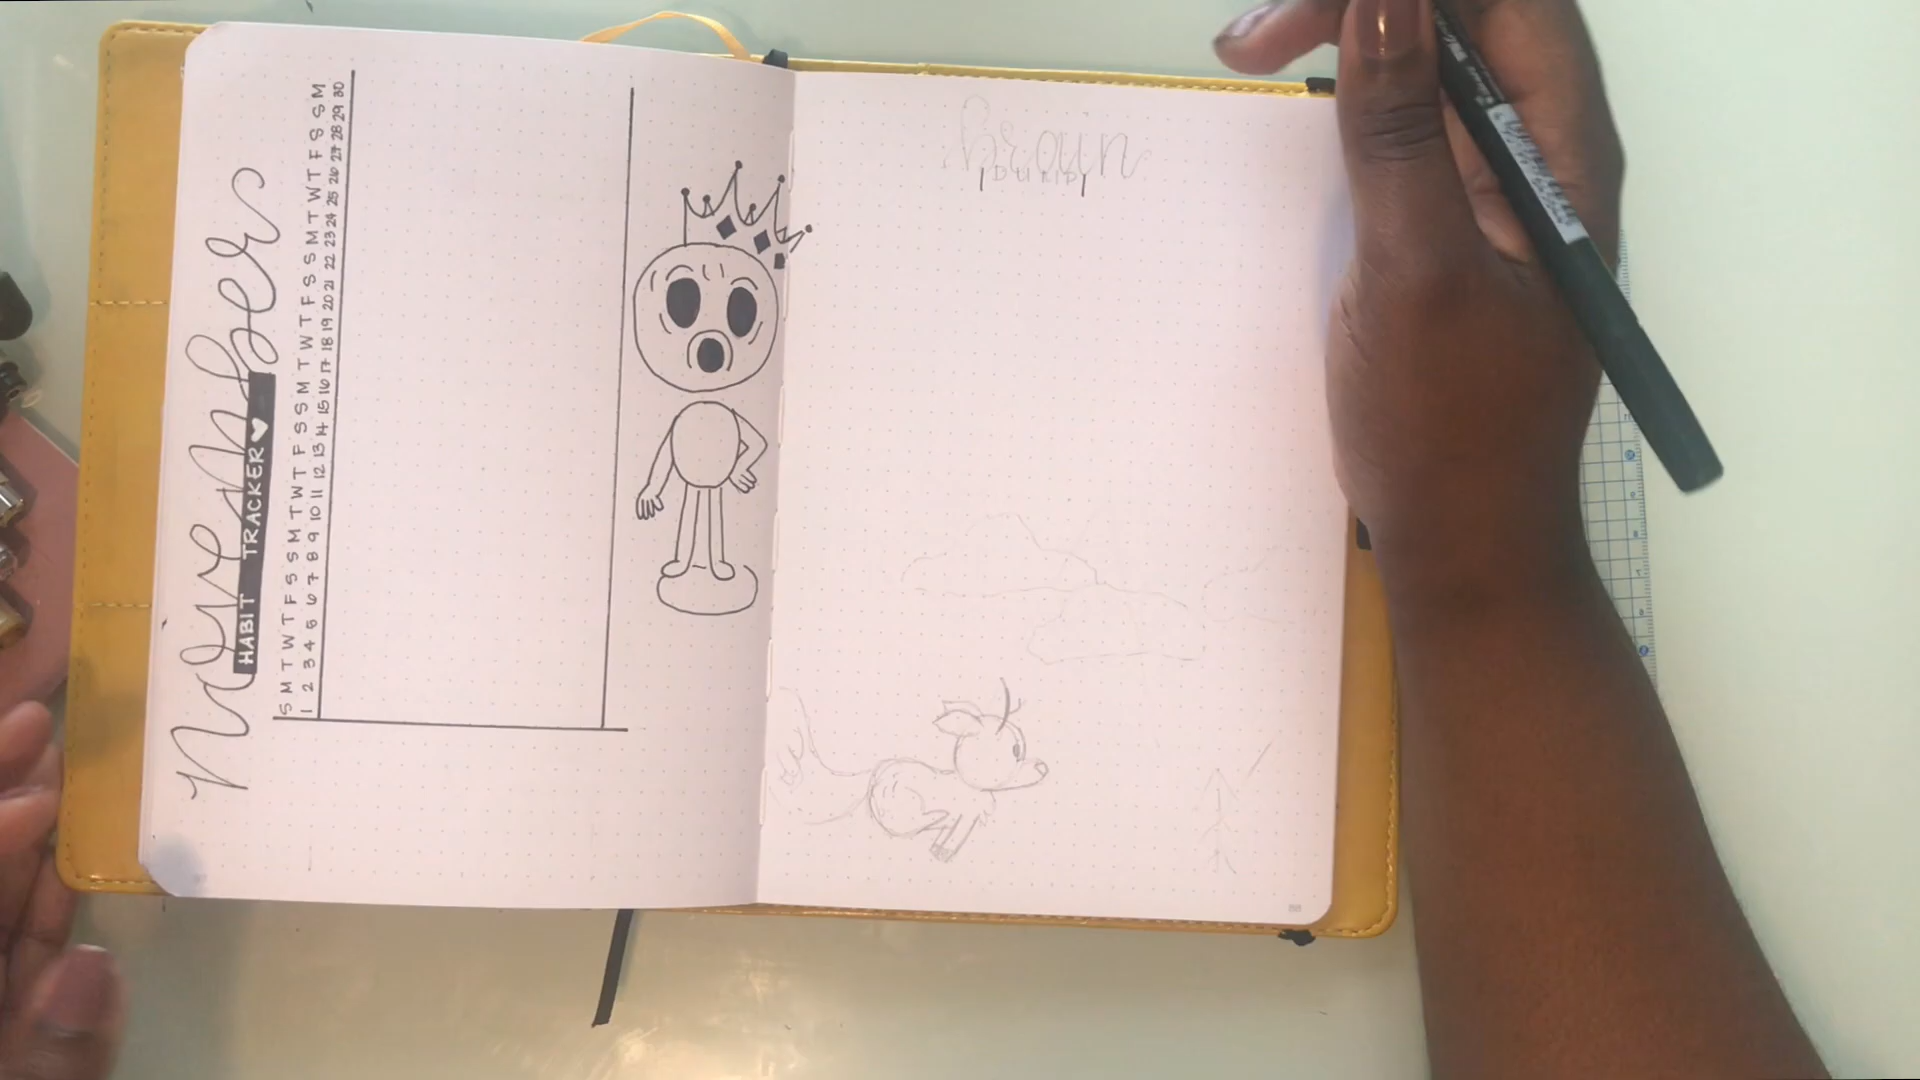 November
HABIT TRACKER ♥
S M T W T F S S M T W T F S S M T W T F S S M T W T F S S M
1 2 3 4 5 6 7 8 9 10 11 12 13 14 15 16 17 18 19 20 21 22 23 24 25 26 27 28 29 30